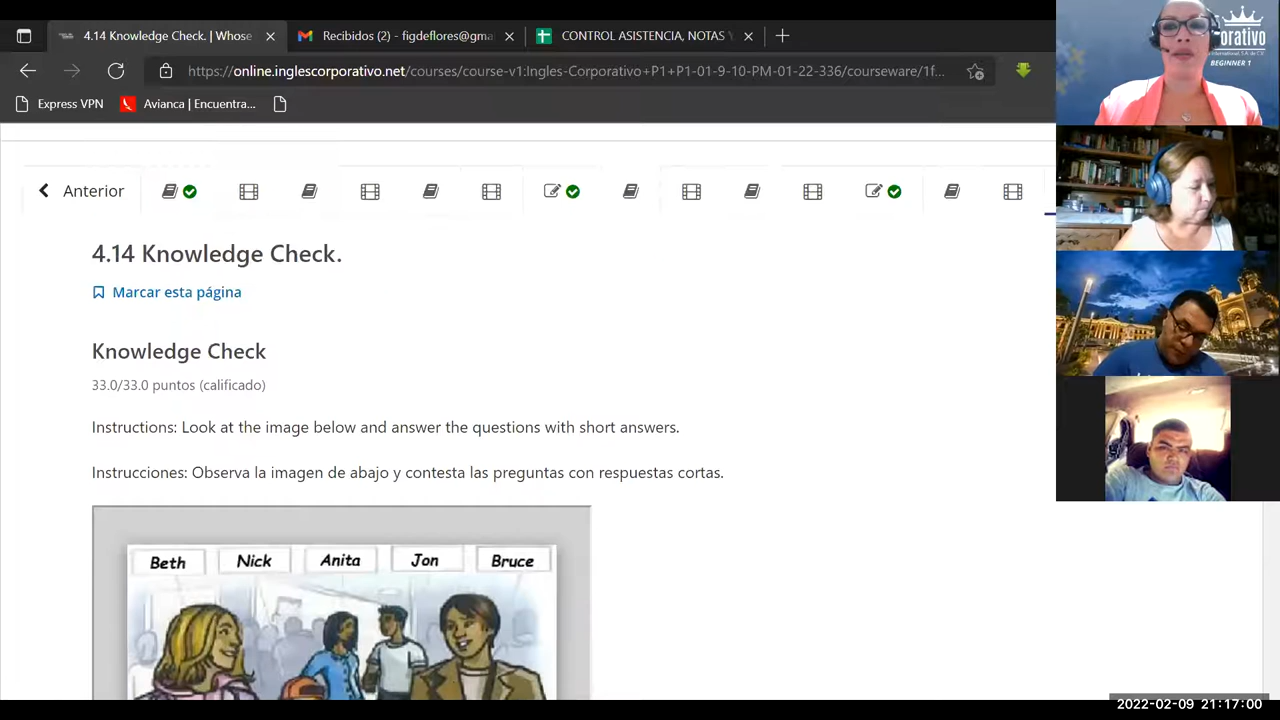 4.14 Knowledge Check. | Whose
Recibidos (2) - figdeflores@gma
CONTROL ASISTENCIA, NOTAS Y
https://online.inglescorporativo.net/courses/course-v1:Ingles-Corporativo+P1+P1-01-9-10-PM-01-22-336/courseware/1f...
Express VPN
Avianca | Encuentra...
orativo
International, S.A. de C.V.
BEGINNER 1
Anterior
4.14 Knowledge Check.
Marcar esta página
Knowledge Check
33.0/33.0 puntos (calificado)
Instructions: Look at the image below and answer the questions with short answers.
Instrucciones: Observa la imagen de abajo y contesta las preguntas con respuestas cortas.
Beth Nick Anita Jon Bruce
2022-02-09 21:17:00